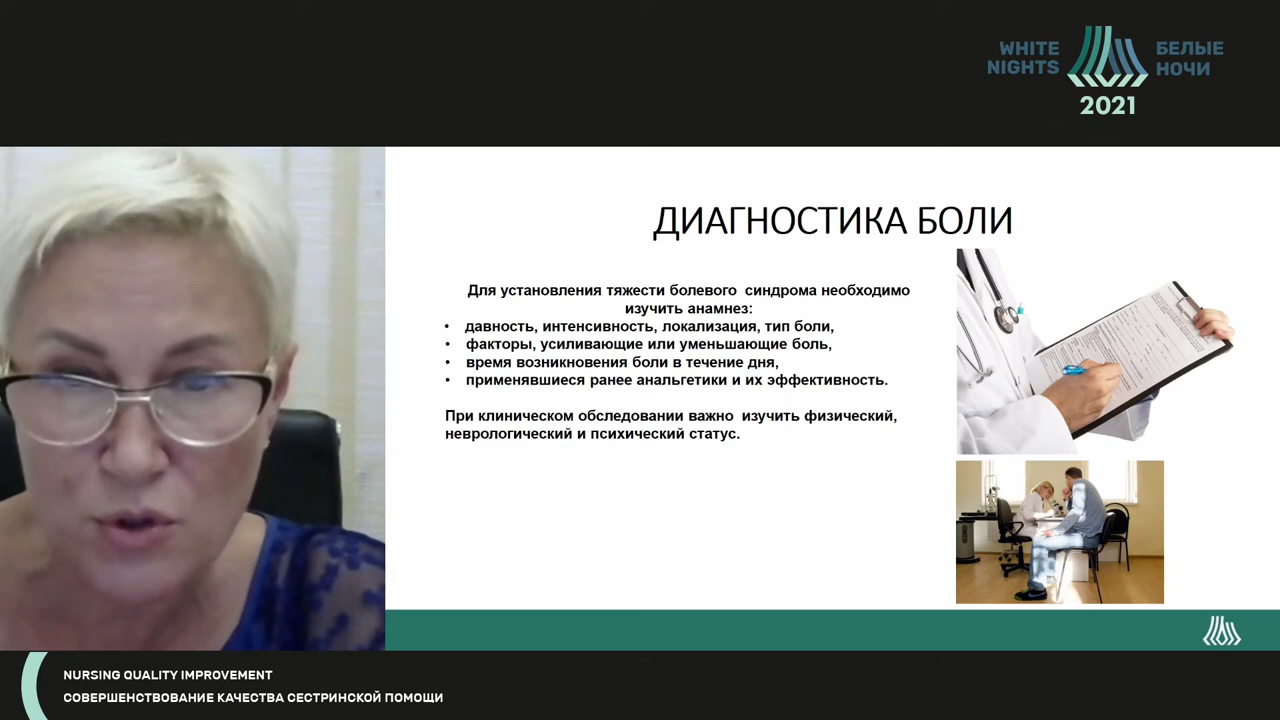 WHITE
NIGHTS
БЕЛЫЕ
НОЧИ
2021
ДИАГНОСТИКА БОЛИ
Для установления тяжести болевого синдрома необходимо
изучить анамнез:
• давность, интенсивность, локализация, тип боли,
• факторы, усиливающие или уменьшающие боль,
• время возникновения боли в течение дня,
• применявшиеся ранее анальгетики и их эффективность.
При клиническом обследовании важно изучить физический,
неврологический и психический статус.
NURSING QUALITY IMPROVEMENT
СОВЕРШЕНСТВОВАНИЕ КАЧЕСТВА СЕСТРИНСКОЙ ПОМОЩИ